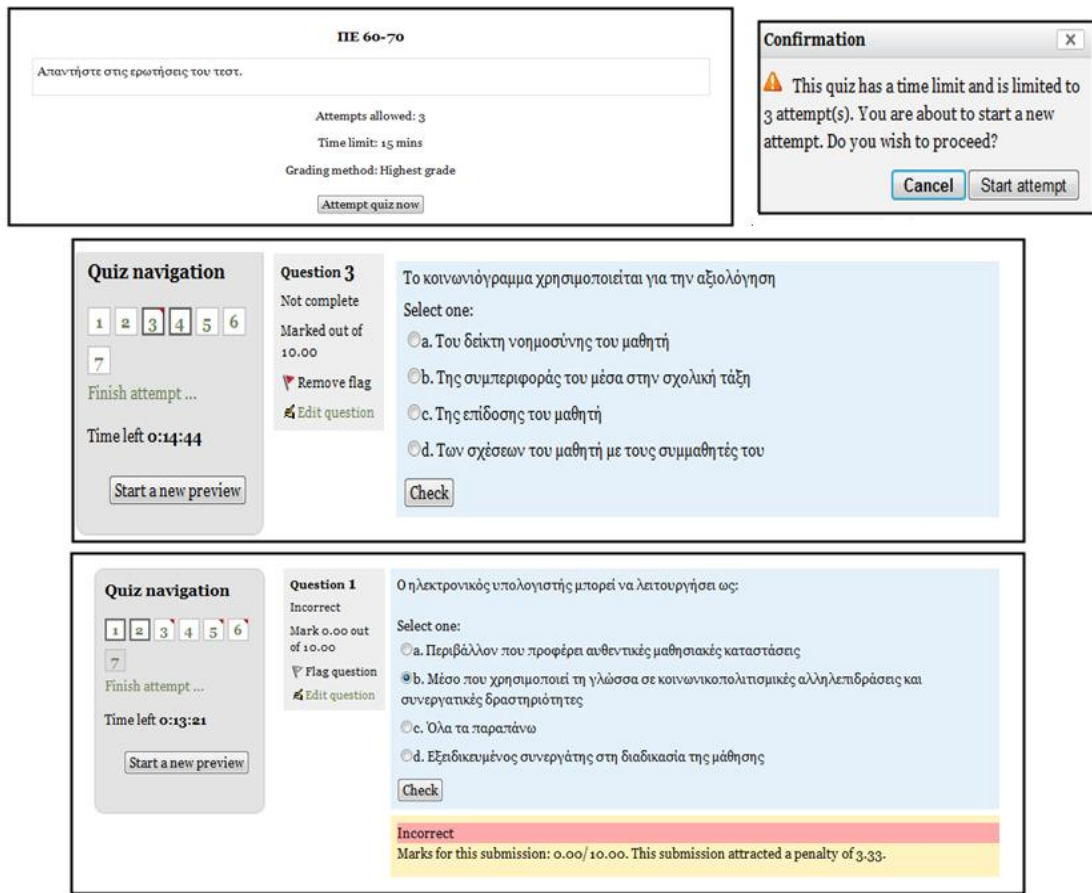 ΠΕ 60-70
Απαντήστε στις ερωτήσεις του τεστ.
Attempts allowed: 3
Time limit: 15 mins
Grading method: Highest grade
Attempt quiz now
Confirmation
X
This quiz has a time limit and is limited to
3 attempt(s). You are about to start a new
attempt. Do you wish to proceed?
Cancel
Start attempt
Quiz navigation
1 2 3 4 5 6
7
Finish attempt ...
Time left 0:14:44
Start a new preview
Question 3
Not complete
Marked out of
10.00
Remove flag
Edit question
Το κοινωνιόγραμμα χρησιμοποιείται για την αξιολόγηση
Select one:
a. Του δείκτη νοημοσύνης του μαθητή
b. Της συμπεριφοράς του μέσα στην σχολική τάξη
c. Της επίδοσης του μαθητή
d. Των σχέσεων του μαθητή με τους συμμαθητές του
Check
Quiz navigation
1 2 3 4 5 6
7
Finish attempt ...
Time left 0:13:21
Start a new preview
Question 1
Incorrect
Mark 0.00 out
of 10.00
Flag question
Edit question
Ο ηλεκτρονικός υπολογιστής μπορεί να λειτουργήσει ως:
Select one:
a. Περιβάλλον που προφέρει αυθεντικές μαθησιακές καταστάσεις
b. Μέσο που χρησιμοποιεί τη γλώσσα σε κοινωνικοπολιτισμικές αλληλεπιδράσεις και
συνεργατικές δραστηριότητες
c. Όλα τα παραπάνω
d. Εξειδικευμένος συνεργάτης στη διαδικασία της μάθησης
Check
Incorrect
Marks for this submission: 0.00/10.00. This submission attracted a penalty of 3.33.